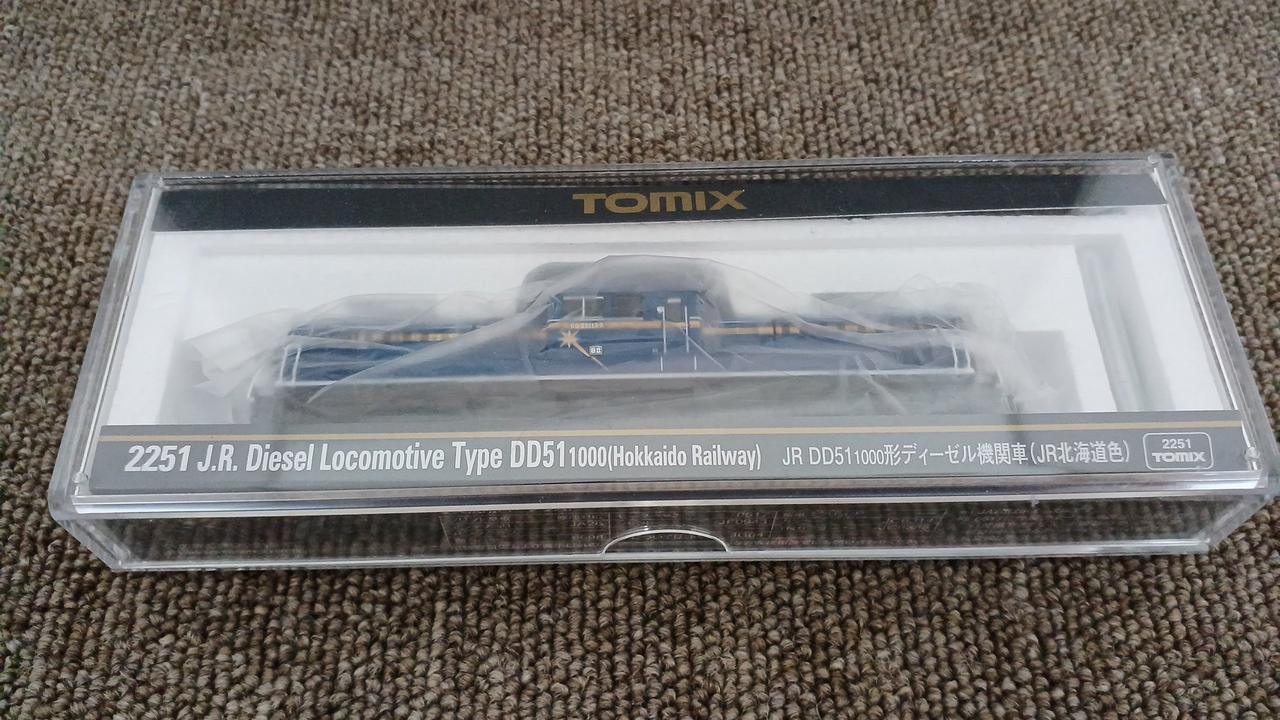 TOMIX
2251 J.R. Diesel Locomotive Type DD51 1000(Hokkaido Railway) JR DD51 1000形ディーゼル機関車(JR北海道色)
2251
TOMIX